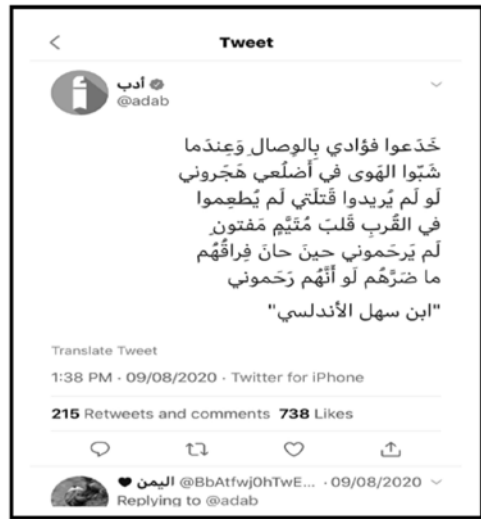 Tweet
أدب
@adab
خَدَعوا فؤادي بِالوِصالِ وَعِندَما
شَبّوا الهَوى في أَضلُعي هَجَروني
لَو لَم يُريدوا قَتلَتي لَم يُطعِموا
في القُربِ قَلبَ مُتَيَّمٍ مَفتونِ
لَم يَرحَموني حينَ حانَ فِراقُهُم
ما ضَرَّهُم لَو أَنَّهُم رَحَموني
"ابن سهل الأندلسي"
Translate Tweet
1:38 PM · 09/08/2020 · Twitter for iPhone
215 Retweets and comments 738 Likes
اليمن @BbAtfwj0hTwE... · 09/08/2020
Replying to @adab